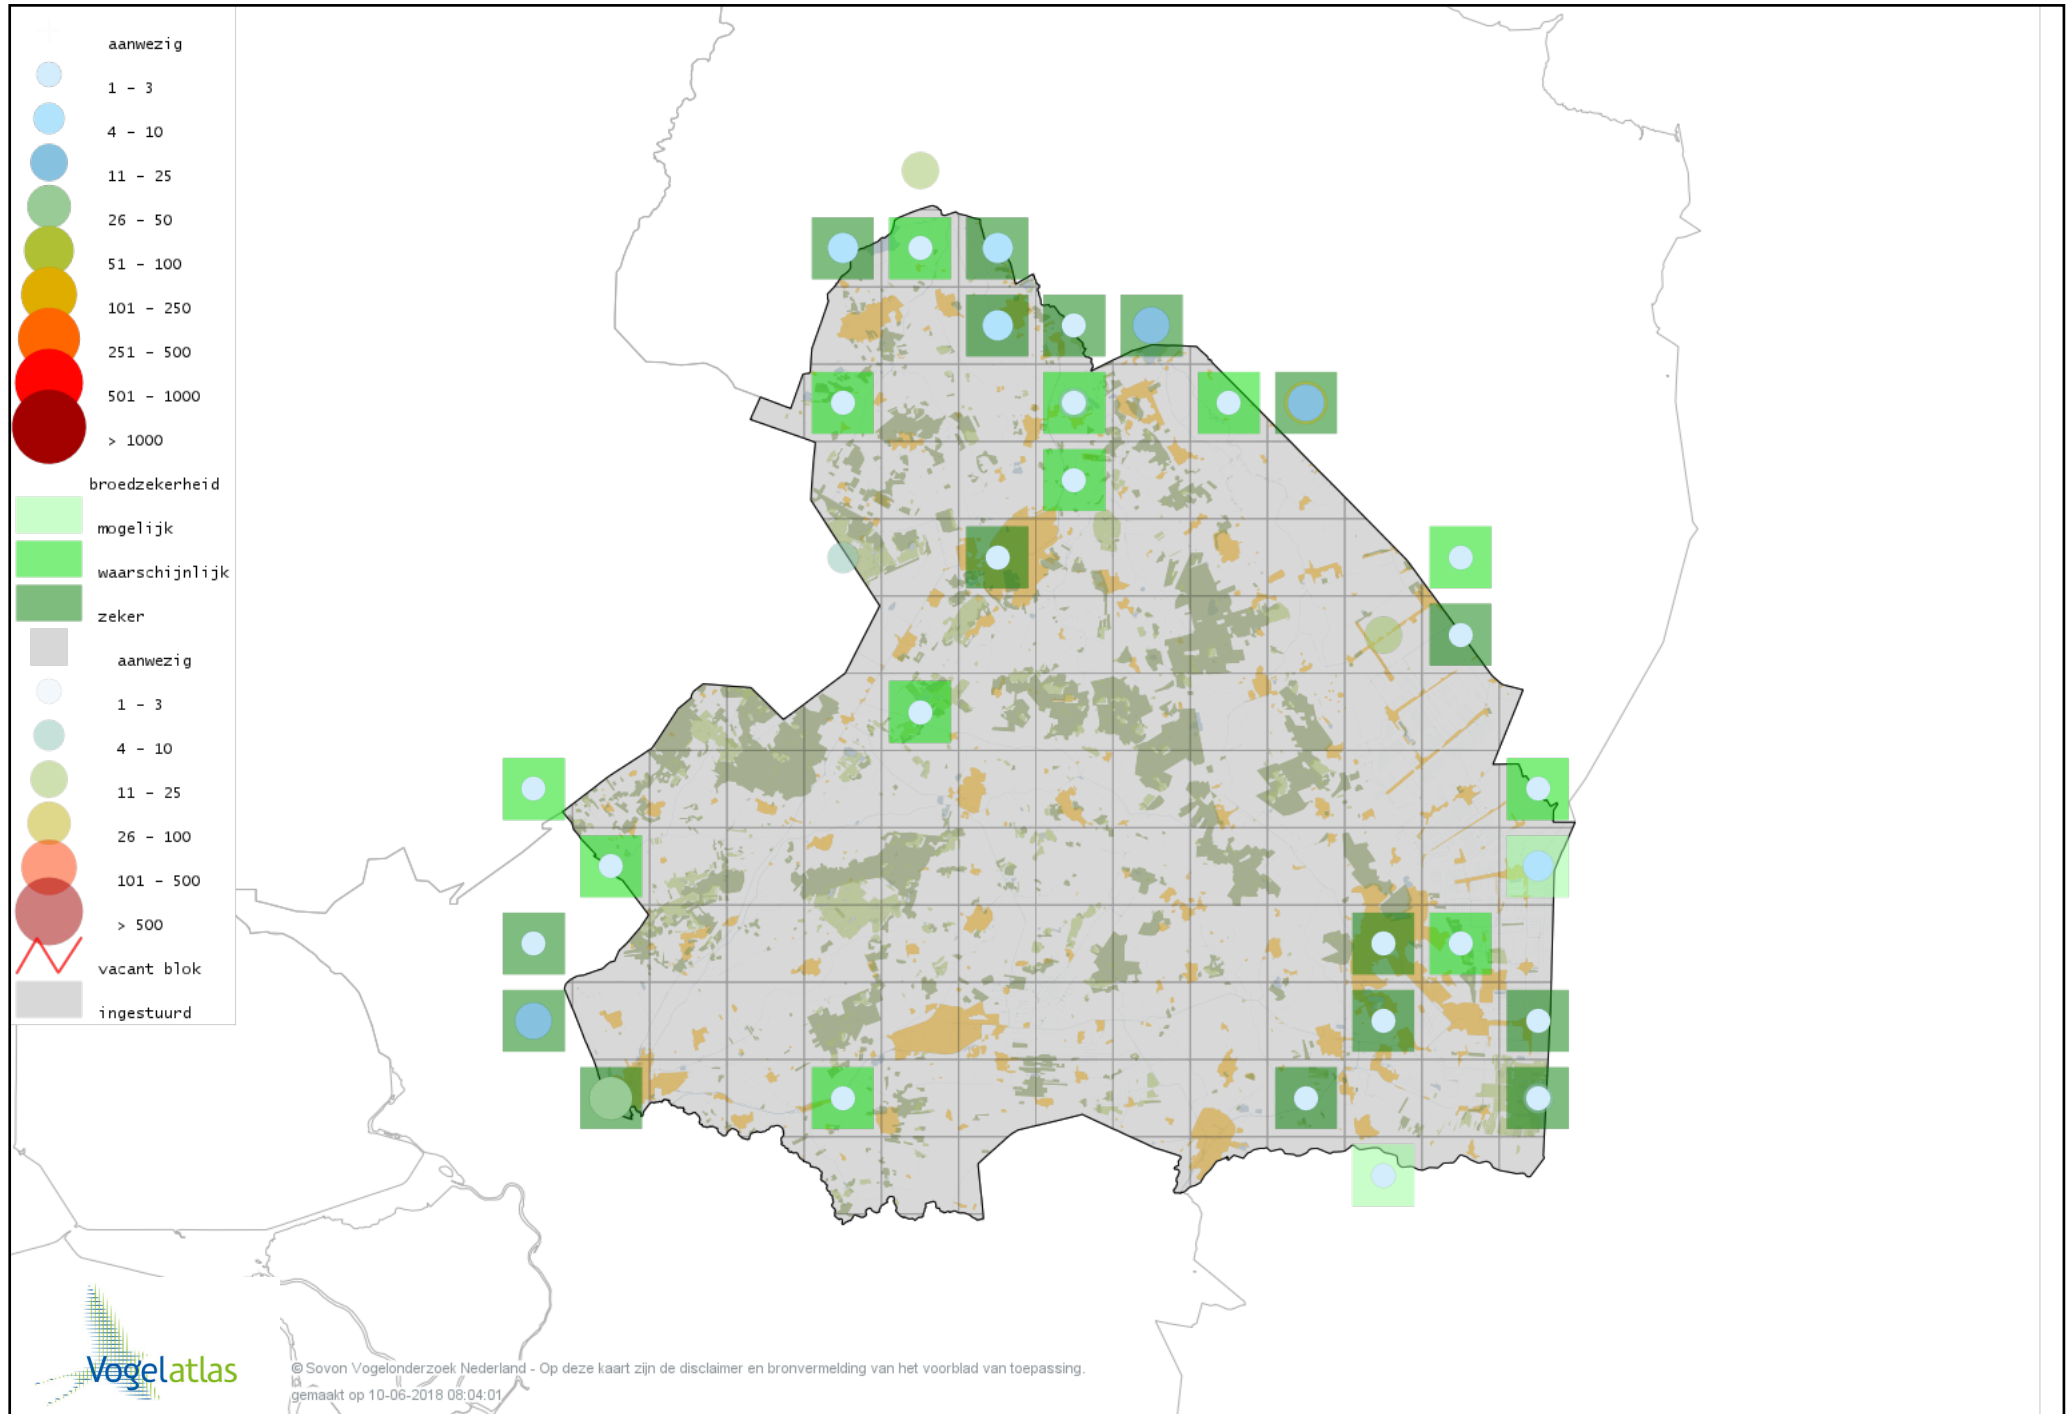 aanwezig
1 - 3
4 - 10
11 - 25
26 - 50
51 - 100
101 - 250
251 - 500
501 - 1000
> 1000
broedzekerheid
mogelijk
waarschijnlijk
zeker
aanwezig
1 - 3
4 - 10
11 - 25
26 - 100
101 - 500
> 500
vacant blok
ingestuurd
Vogelatlas
© Sovon Vogelonderzoek Nederland - Op deze kaart zijn de disclaimer en bronvermelding van het voorblad van toepassing.
gemaakt op 10-06-2018 08:04:01